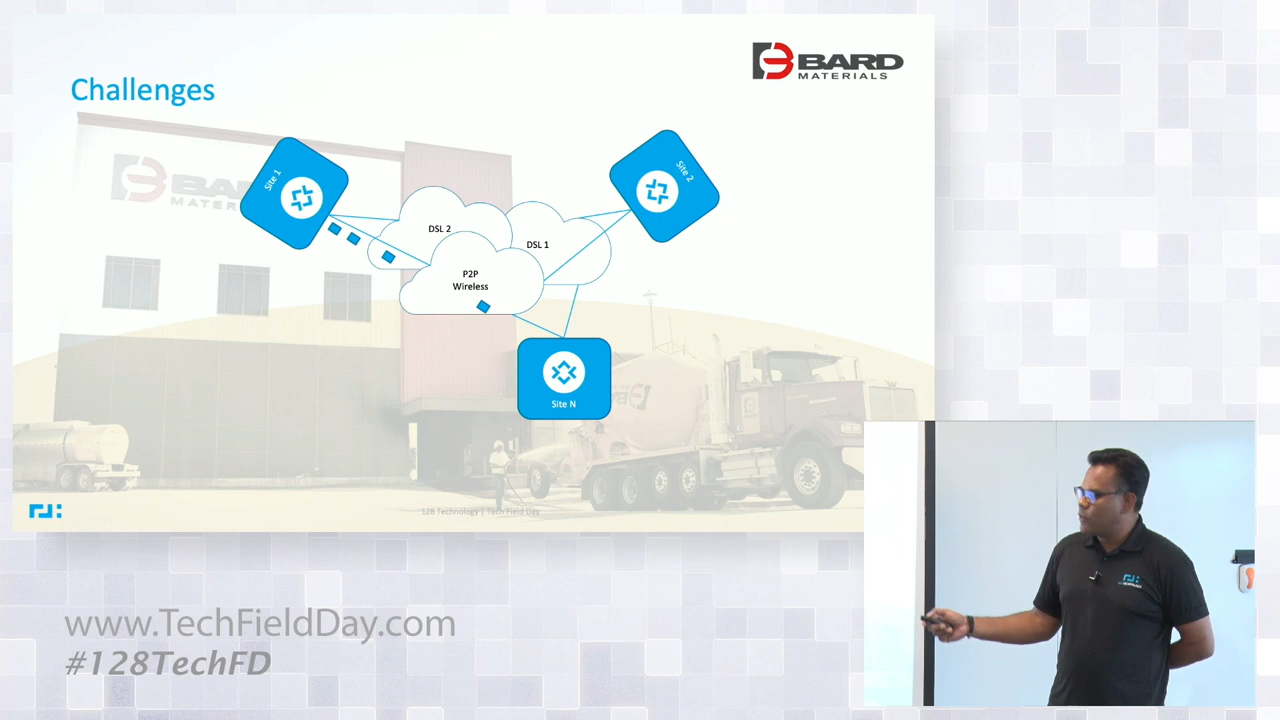 BARD
MATERIALS
Challenges
Site 1
Site 2
DSL 2
DSL 1
P2P
Wireless
Site N
128 Technology | Tech Field Day
www.TechFieldDay.com
#128TechFD